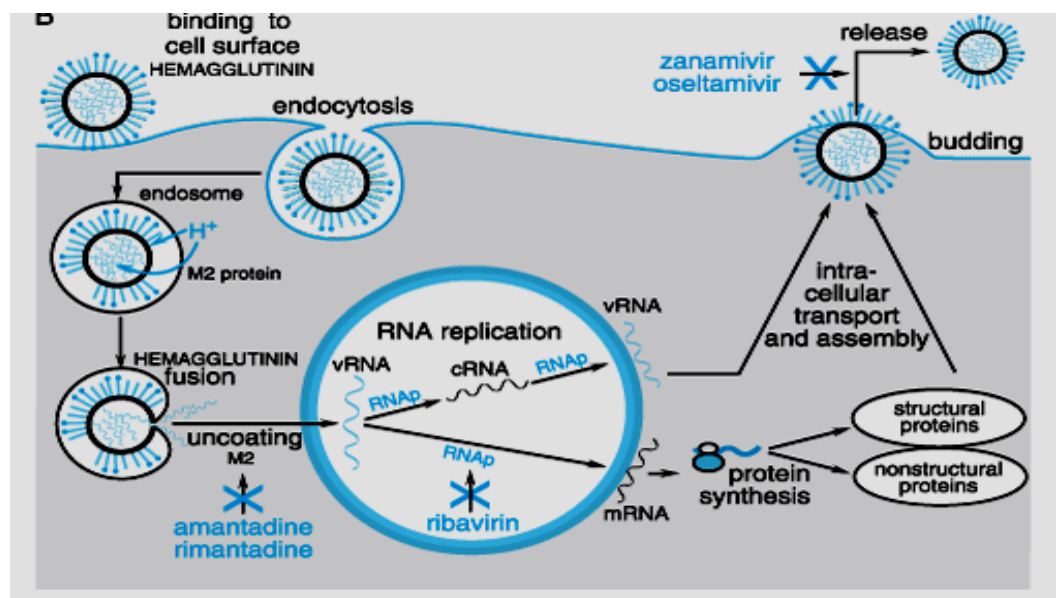 B
binding to
cell surface
HEMAGGLUTININ
endocytosis
zanamivir
oseltamivir
release
budding
endosome
H+
M2 protein
HEMAGGLUTININ
fusion
uncoating
M2
amantadine
rimantadine
RNA replication
vRNA
RNAp
cRNA
RNAp
vRNA
RNAp
ribavirin
mRNA
protein
synthesis
intra-
cellular
transport
and assembly
structural
proteins
nonstructural
proteins